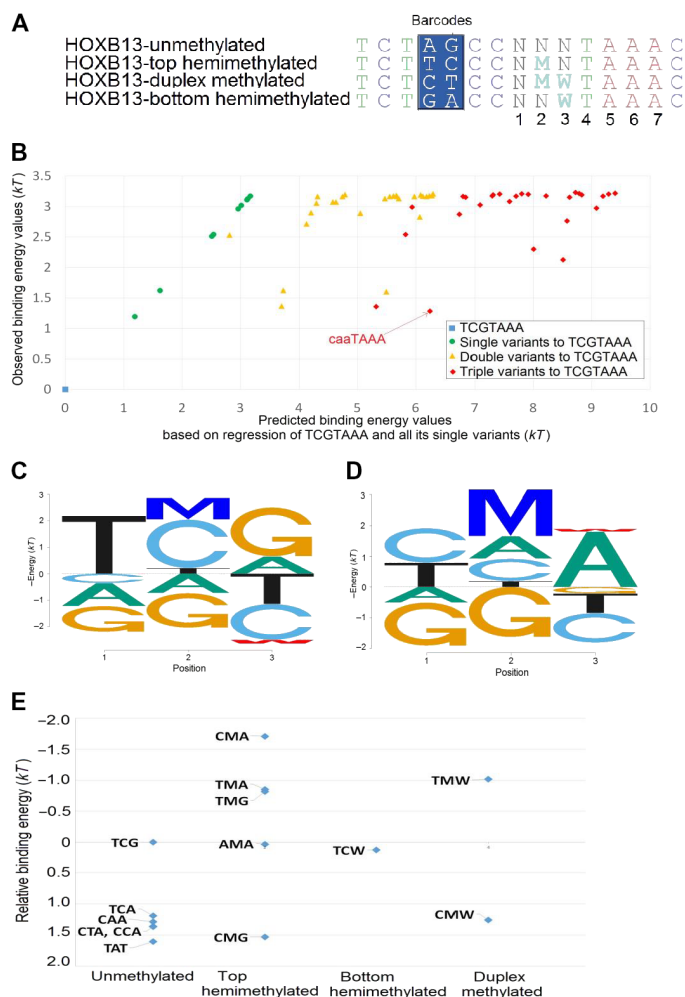 A
Barcodes
HOXB13-unmethylated T C T A G C C N N N T A A A C
HOXB13-top hemimethylated T C T T C C C N M N T A A A C
HOXB13-duplex methylated T C T C T C C N M W T A A A C
HOXB13-bottom hemimethylated T C T G A C C N N W T A A A C
1 2 3 4 5 6 7
B
Observed binding energy values (kT)
3.5
3
2.5
2
1.5
1
0.5
0
caaTAAA
TCGTAAA
Single variants to TCGTAAA
Double variants to TCGTAAA
Triple variants to TCGTAAA
0 1 2 3 4 5 6 7 8 9 10
Predicted binding energy values
based on regression of TCGTAAA and all its single variants (kT)
C
–Energy (kT)
3
2
1
0
–1
–2
T C A G
M C T A G
G A T C W
1 2 3
Position
D
–Energy (kT)
3
2
1
0
–1
–2
C T A G
M A C T G
W A G T C
1 2 3
Position
E
Relative binding energy (kT)
–2.0
–1.5
–1.0
–0.5
0
0.5
1.0
1.5
2.0
TCG
TCA
CAA
CTA, CCA
TAT
CMA
TMA
TMG
AMA
CMG
TCW
TMW
CMW
Unmethylated
Top
hemimethylated
Bottom
hemimethylated
Duplex
methylated